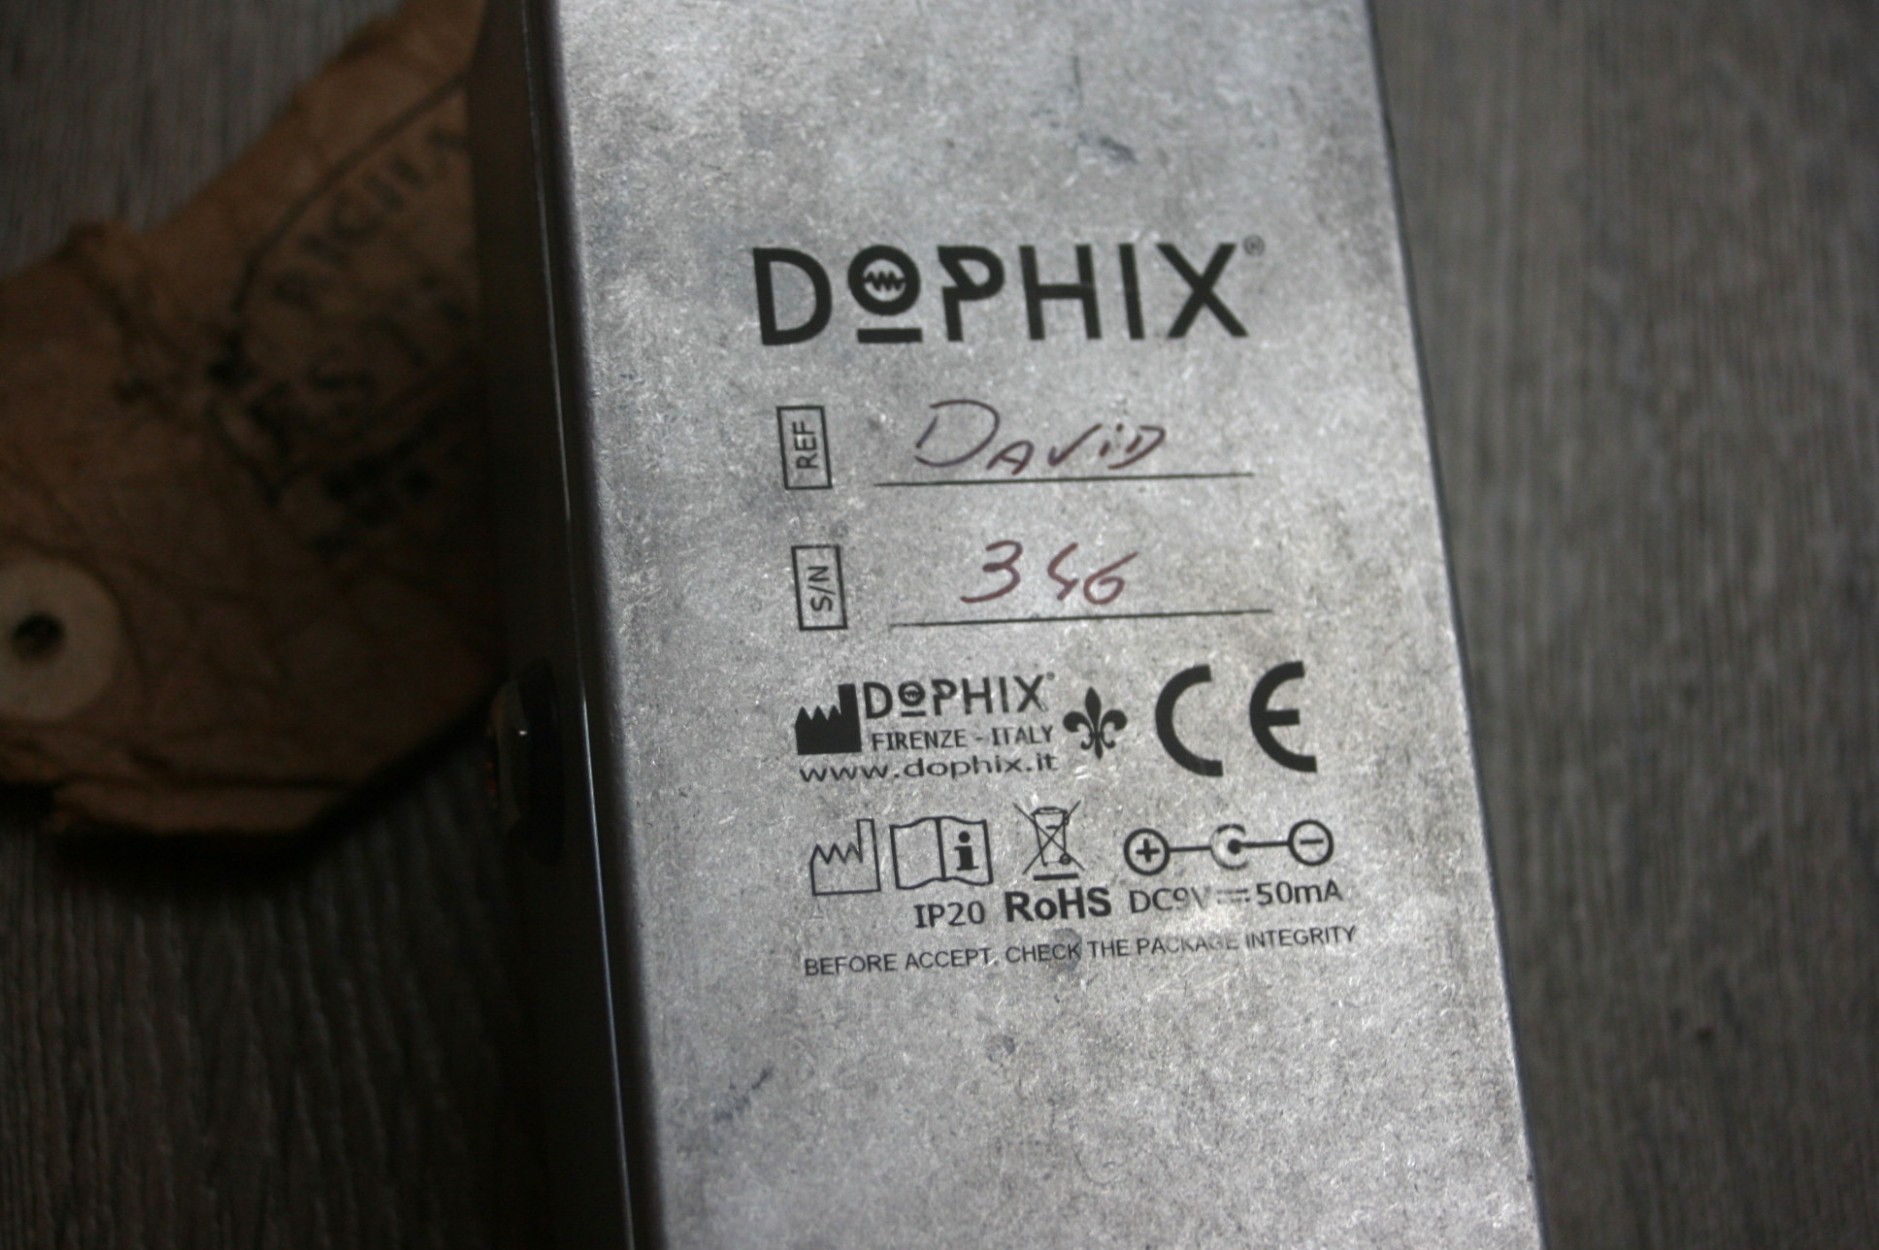 DOPHIX®
REF David
S/N 346
DOPHIX®
FIRENZE - ITALY
www.dophix.it
CE
IP20 RoHS DC9V 50mA
BEFORE ACCEPT, CHECK THE PACKAGE INTEGRITY